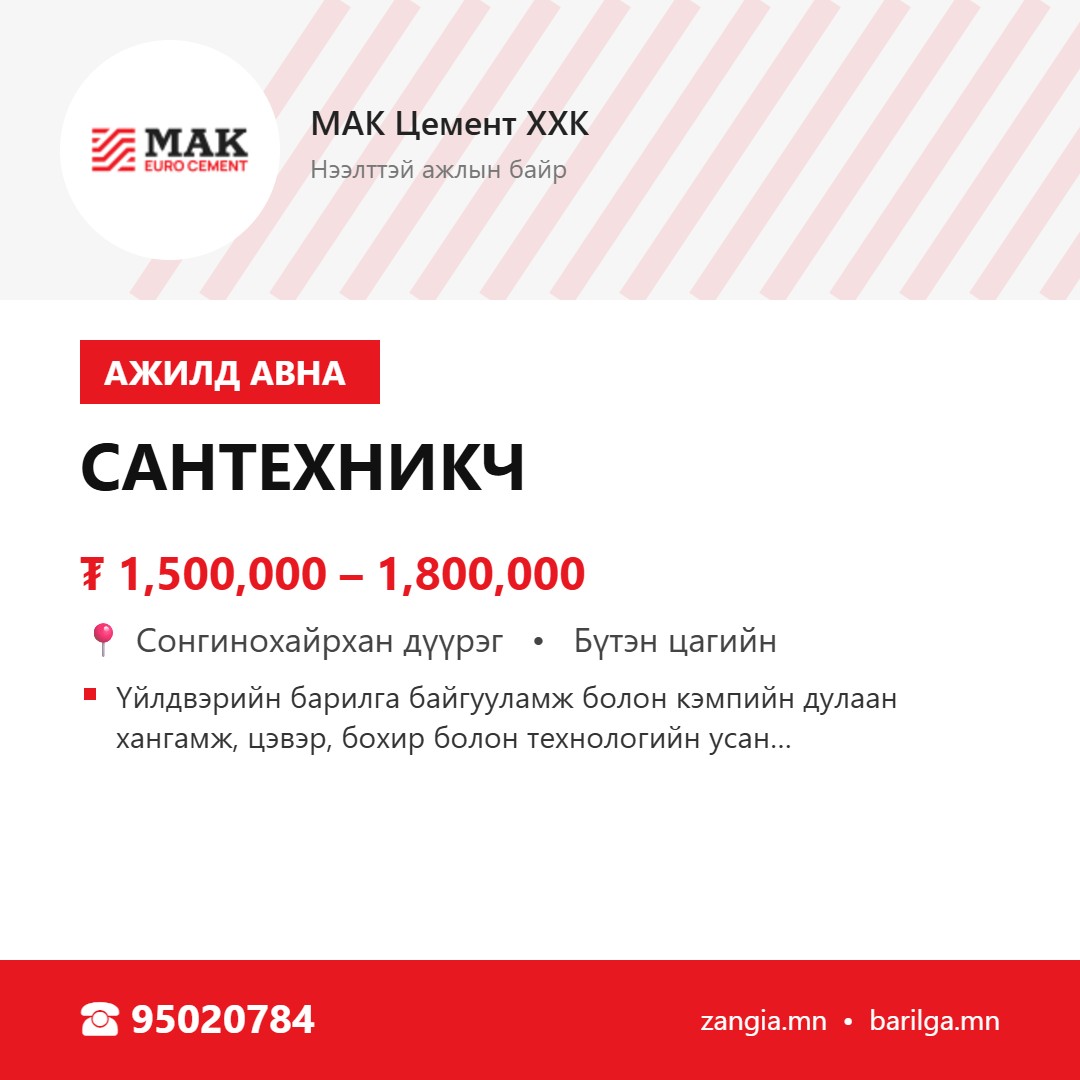 МАК Цемент ХХК
Нээлттэй ажлын байр
MAK
EURO CEMENT
АЖИЛД АВНА
САНТЕХНИКЧ
₮ 1,500,000 – 1,800,000
📍 Сонгинохайрхан дүүрэг • Бүтэн цагийн
Үйлдвэрийн барилга байгууламж болон кэмпийн дулаан
хангамж, цэвэр, бохир болон технологийн усан...
☎ 95020784
zangia.mn • barilga.mn